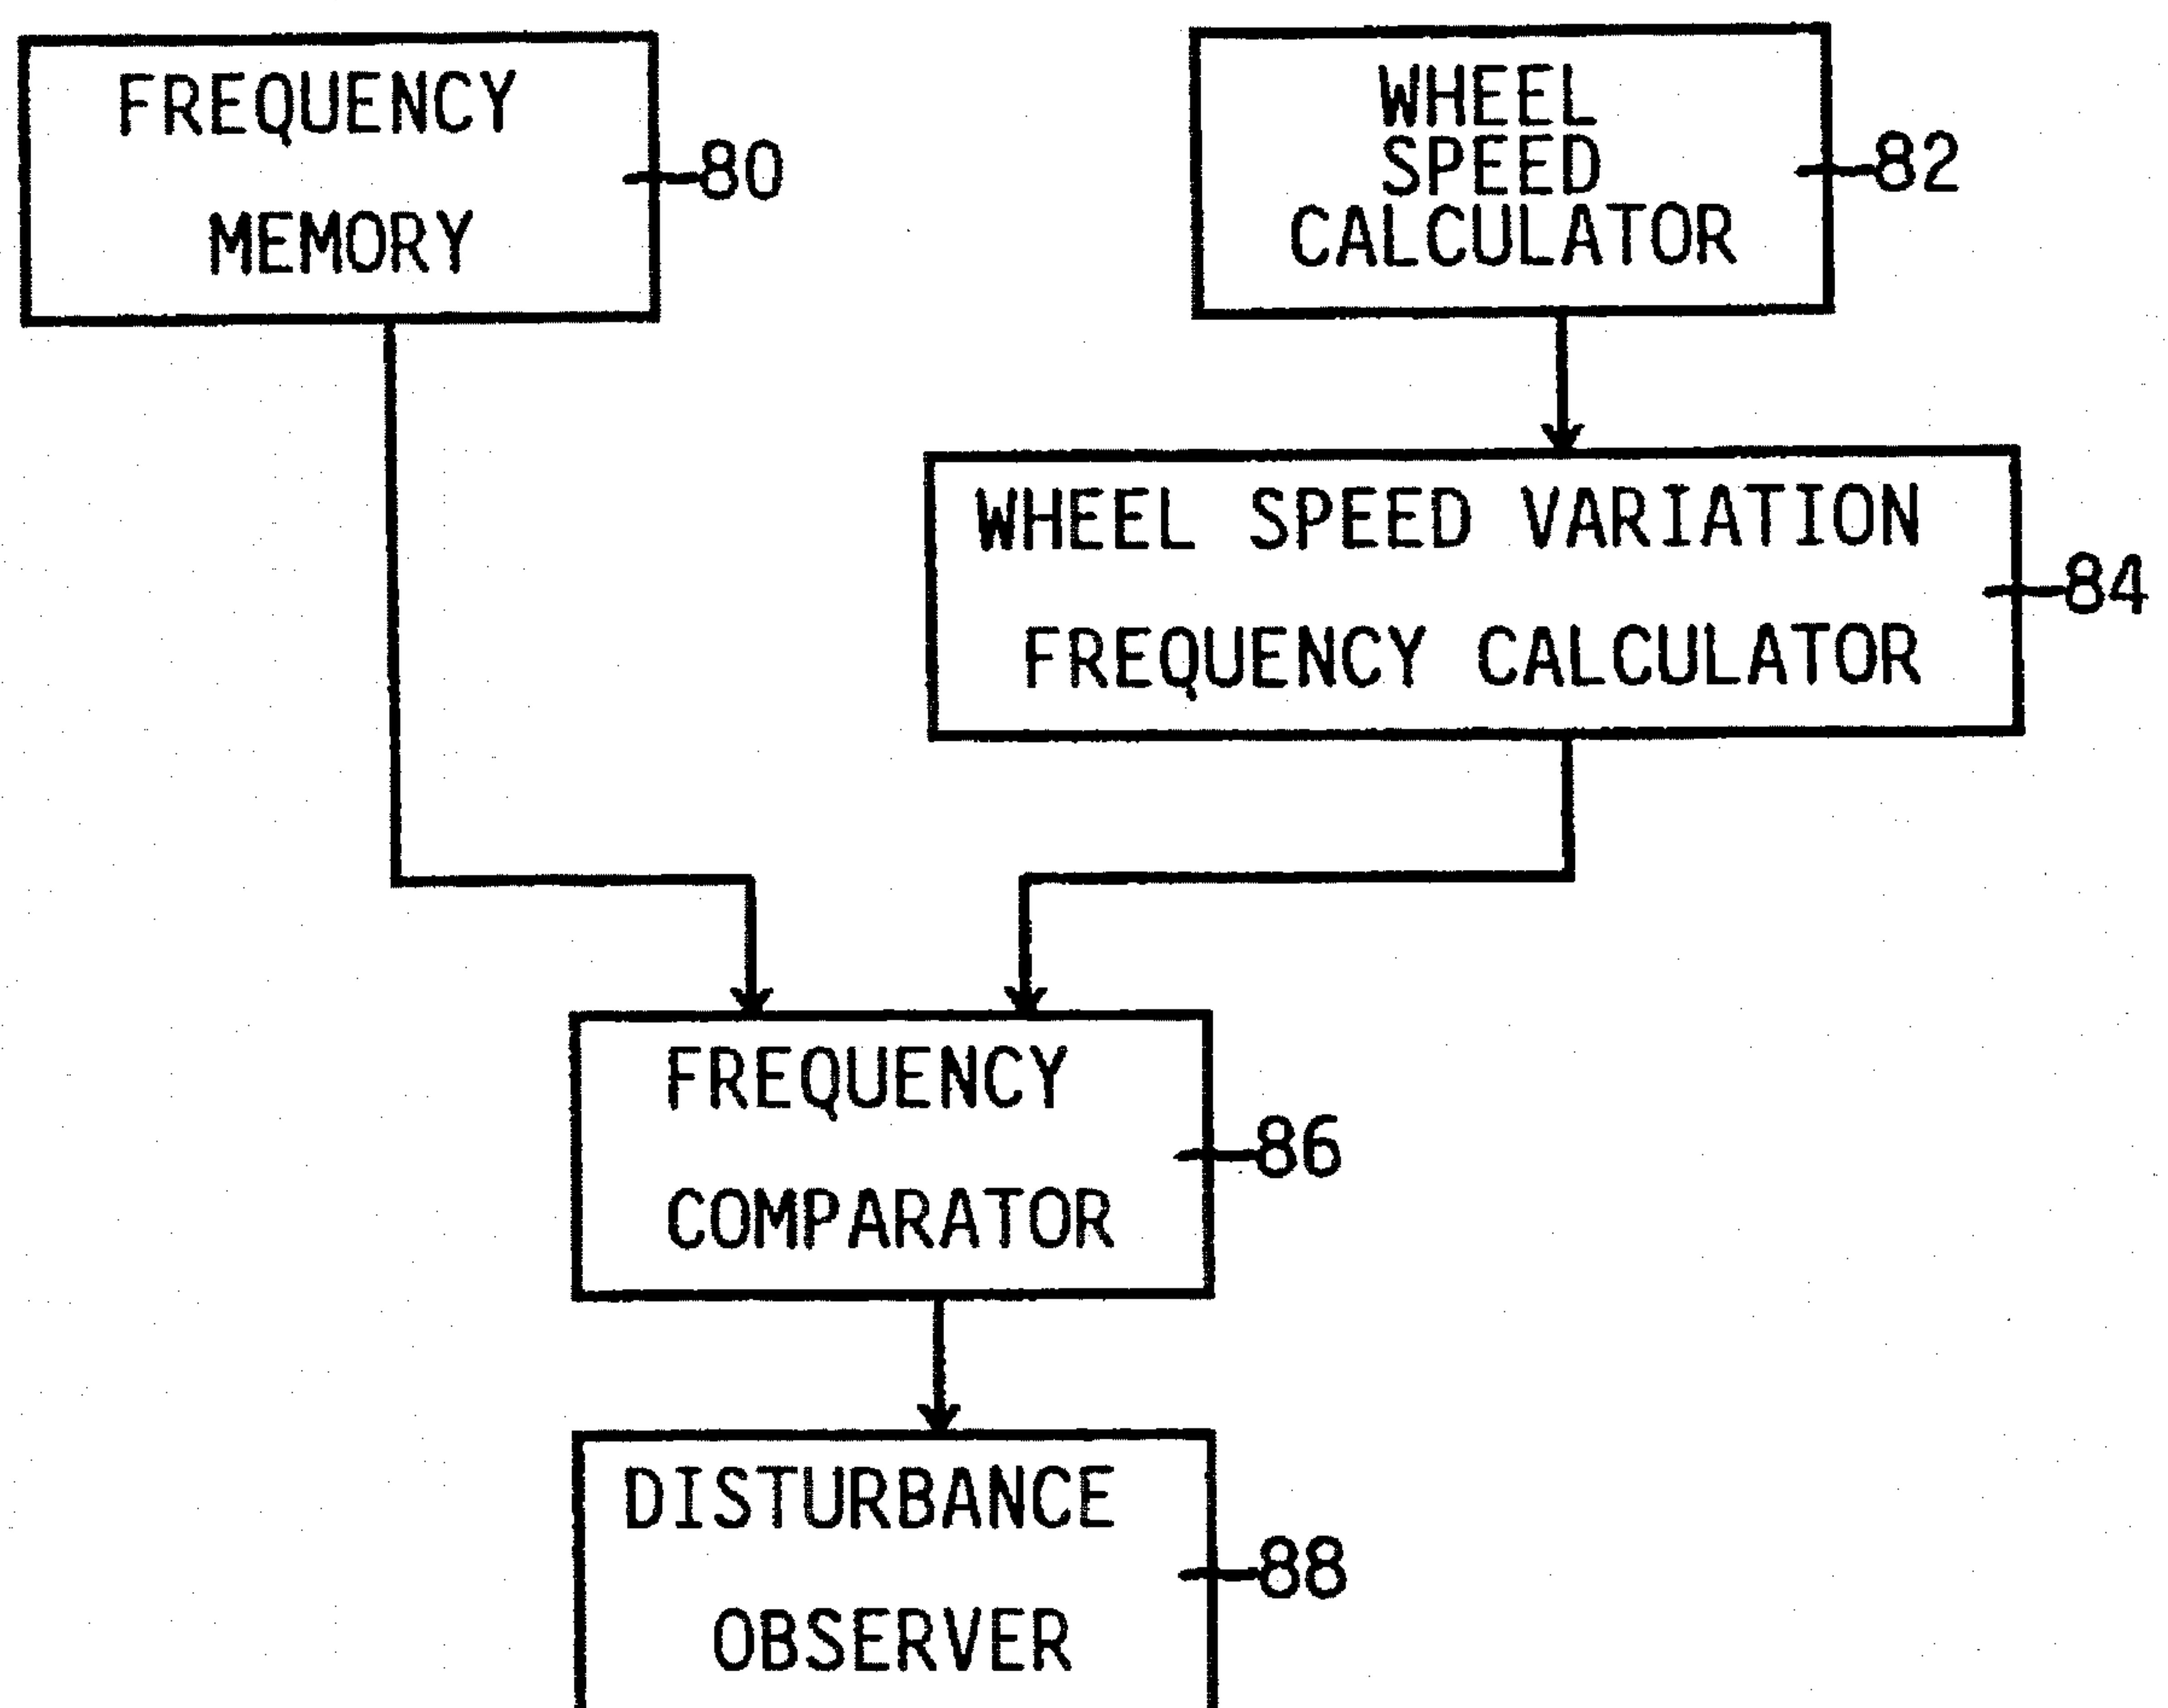 FREQUENCY
MEMORY
80
WHEEL
SPEED
CALCULATOR
82
WHEEL SPEED VARIATION
FREQUENCY CALCULATOR
84
FREQUENCY
COMPARATOR
86
DISTURBANCE
OBSERVER
88